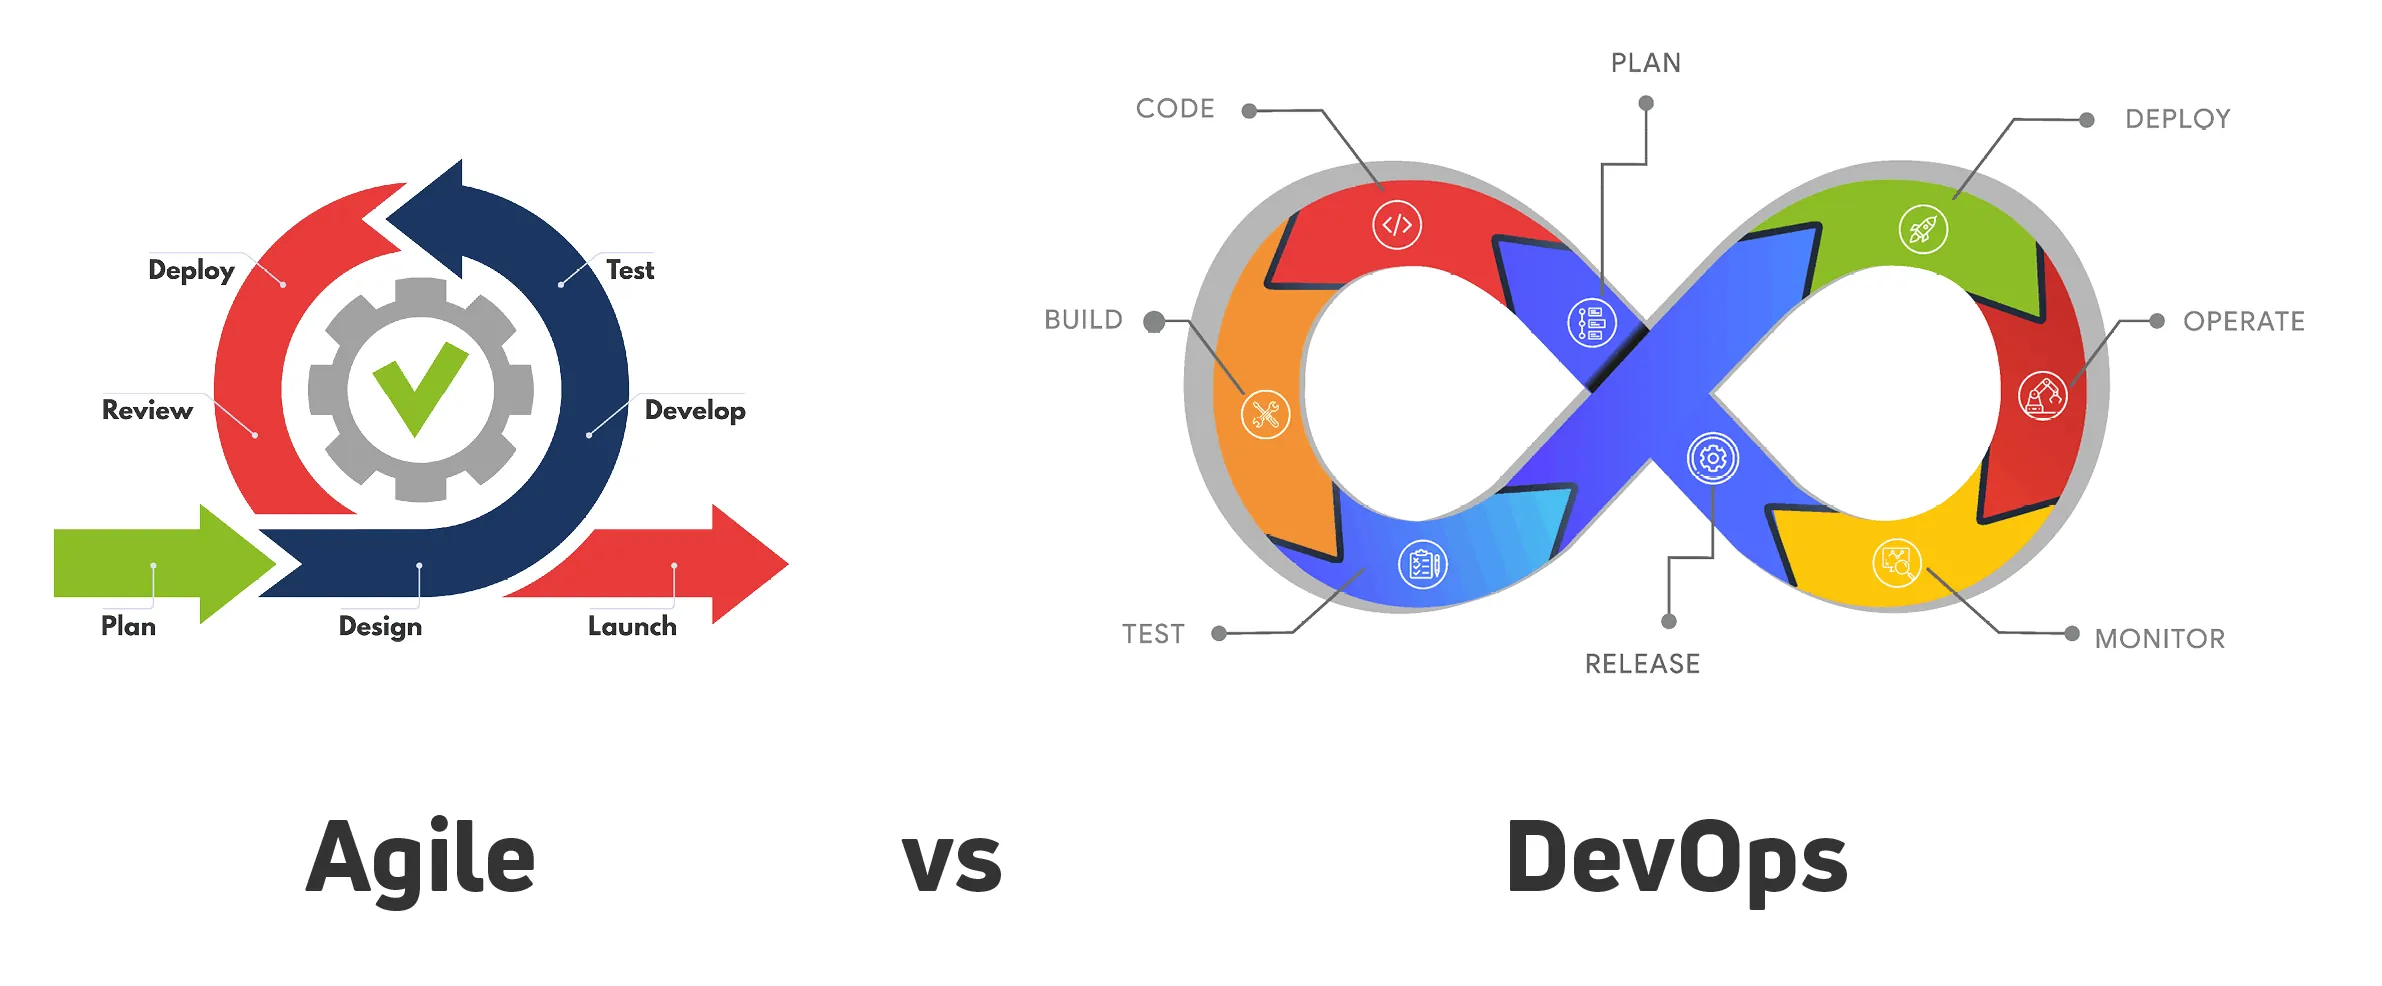 Deploy
Test
Review
Develop
Plan
Design
Launch
PLAN
CODE
DEPLOY
BUILD
OPERATE
TEST
MONITOR
RELEASE
Agile
vs
DevOps